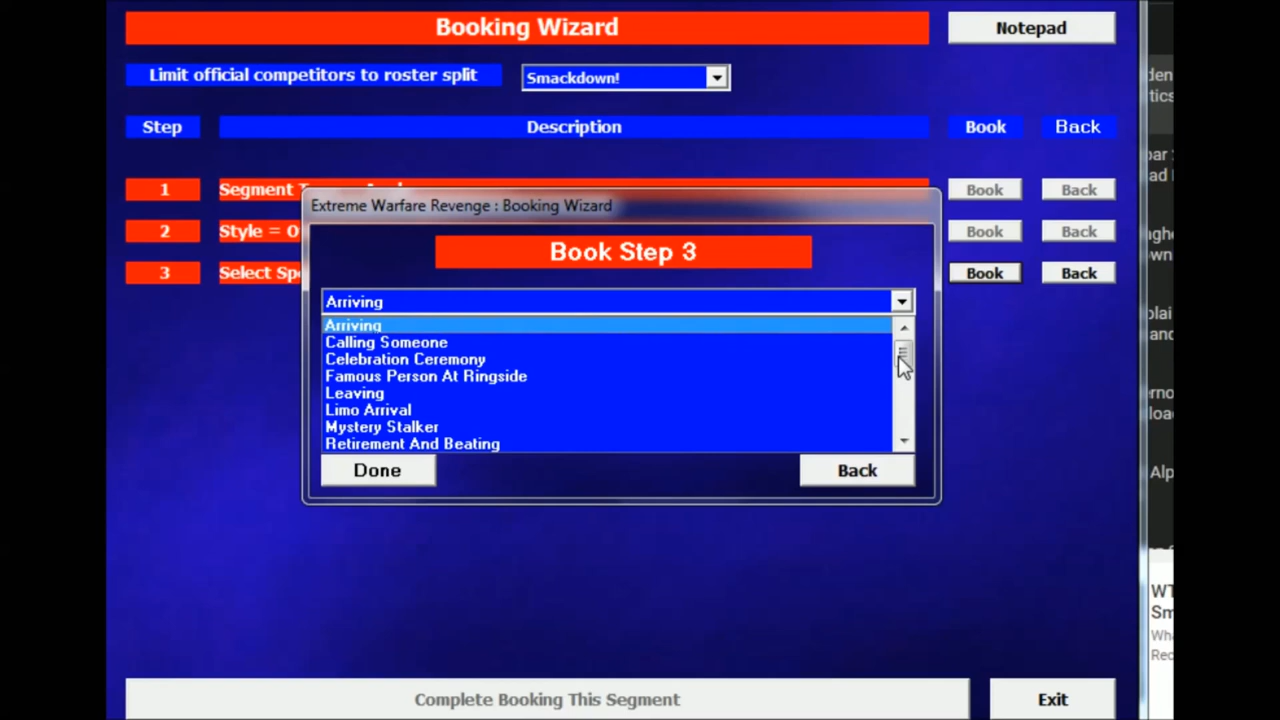 Booking Wizard
Notepad
Limit official competitors to roster split
Smackdown!
Step
Description
Book
Back
1
Segment
Book
Back
2
Style =
Book
Back
3
Select
Book
Back
Extreme Warfare Revenge : Booking Wizard
Book Step 3
Arriving
Arriving
Calling Someone
Celebration Ceremony
Famous Person At Ringside
Leaving
Limo Arrival
Mystery Stalker
Retirement And Beating
Done
Back
Complete Booking This Segment
Exit